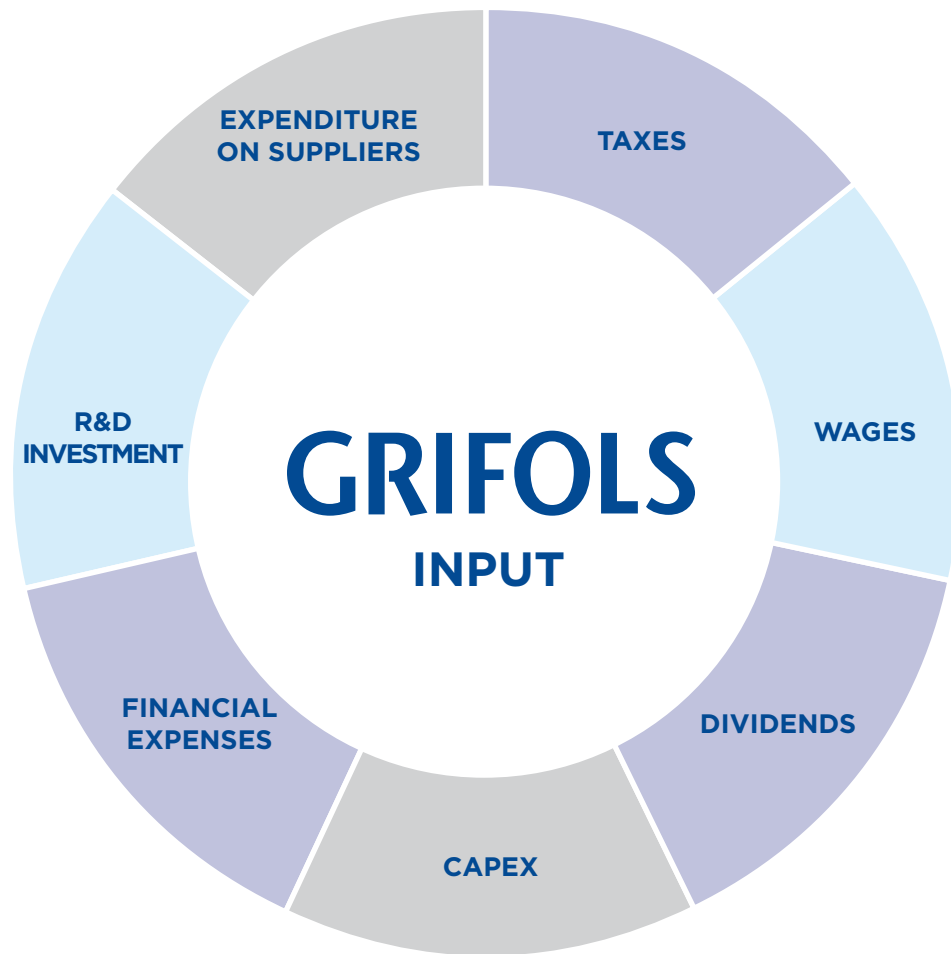 EXPENDITURE
ON SUPPLIERS
TAXES
R&D
INVESTMENT
WAGES
GRIFOLS
INPUT
FINANCIAL
EXPENSES
DIVIDENDS
CAPEX